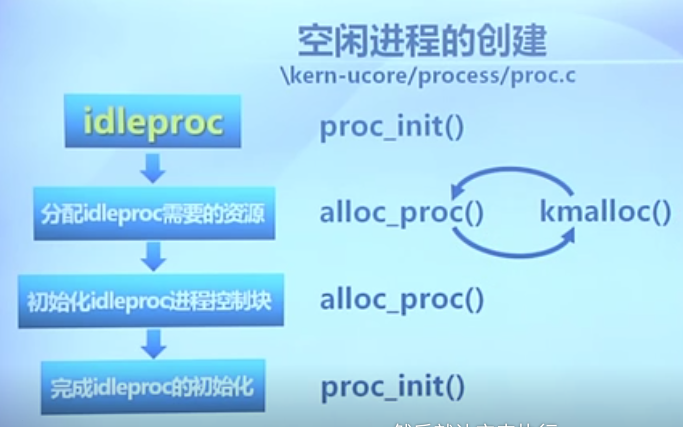 空闲进程的创建
\kern-ucore/process/proc.c
idleproc
proc_init()
分配idleproc需要的资源
alloc_proc()
kmalloc()
初始化idleproc进程控制块
alloc_proc()
完成idleproc的初始化
proc_init()